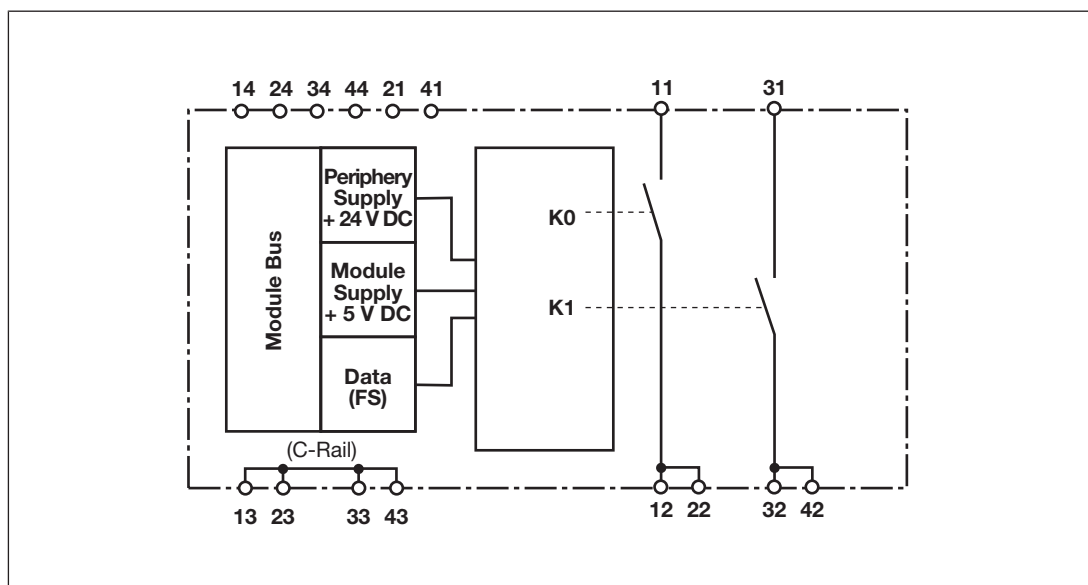 14 24 34 44 21 41 11 31
Module Bus
Periphery
Supply
+ 24 V DC
Module
Supply
+ 5 V DC
Data
(FS)
K0
K1
(C-Rail)
13 23 33 43 12 22 32 42